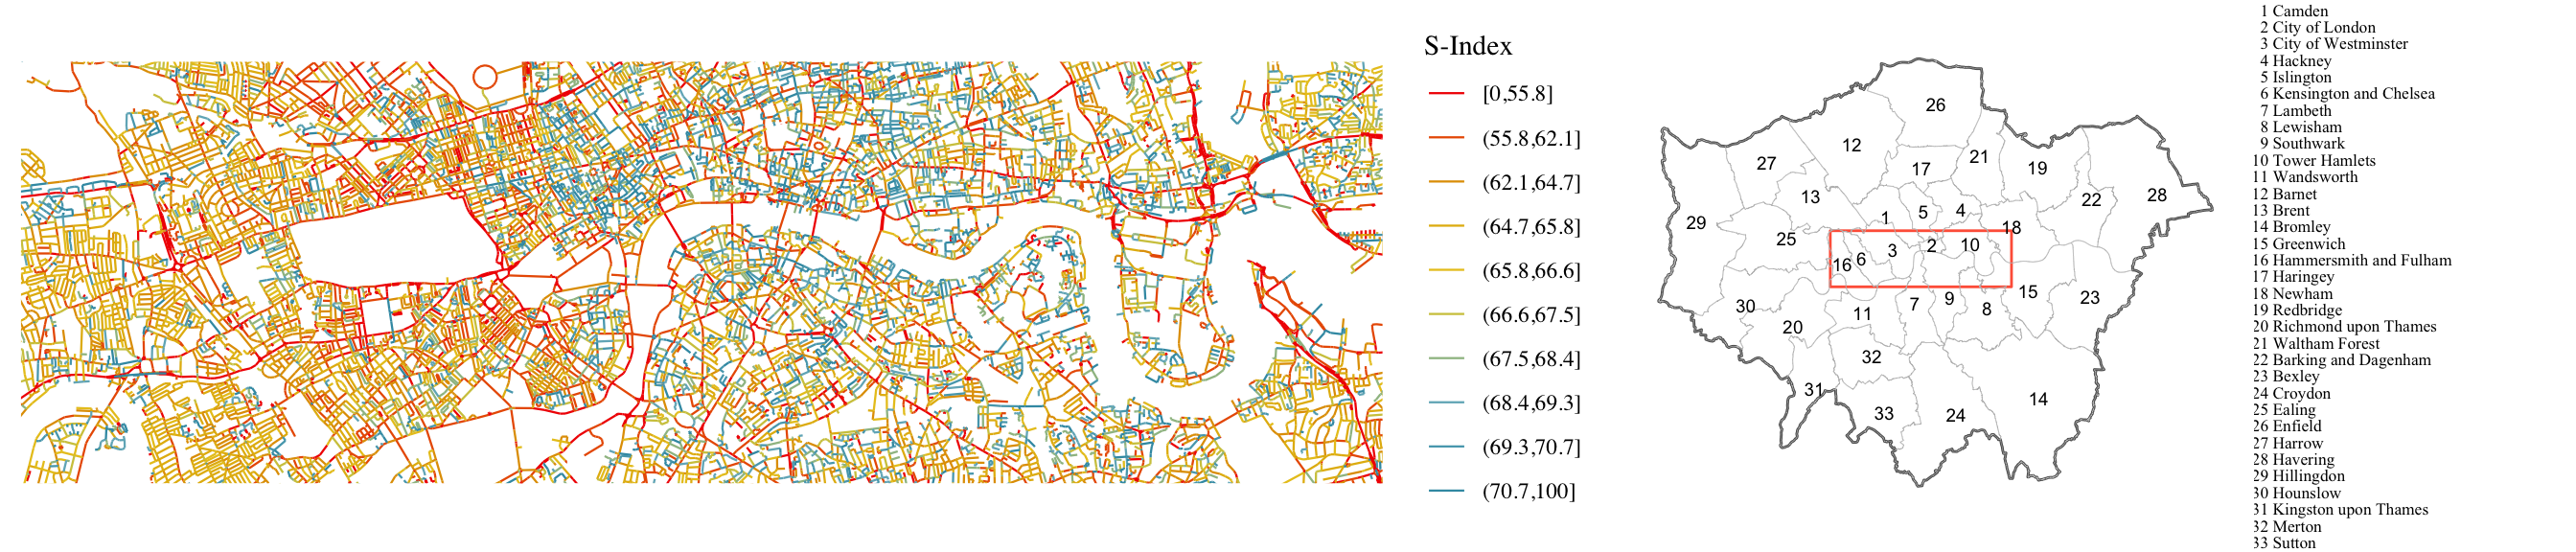 S-Index
[0,55.8]
(55.8,62.1]
(62.1,64.7]
(64.7,65.8]
(65.8,66.6]
(66.6,67.5]
(67.5,68.4]
(68.4,69.3]
(69.3,70.7]
(70.7,100]
26
12
27
21
17
19
13
22
28
29
1
5
4
18
25
3
2
10
16
6
30
11
7
9
8
15
23
20
32
31
33
24
14
1 Camden
2 City of London
3 City of Westminster
4 Hackney
5 Islington
6 Kensington and Chelsea
7 Lambeth
8 Lewisham
9 Southwark
10 Tower Hamlets
11 Wandsworth
12 Barnet
13 Brent
14 Bromley
15 Greenwich
16 Hammersmith and Fulham
17 Haringey
18 Newham
19 Redbridge
20 Richmond upon Thames
21 Waltham Forest
22 Barking and Dagenham
23 Bexley
24 Croydon
25 Ealing
26 Enfield
27 Harrow
28 Havering
29 Hillingdon
30 Hounslow
31 Kingston upon Thames
32 Merton
33 Sutton